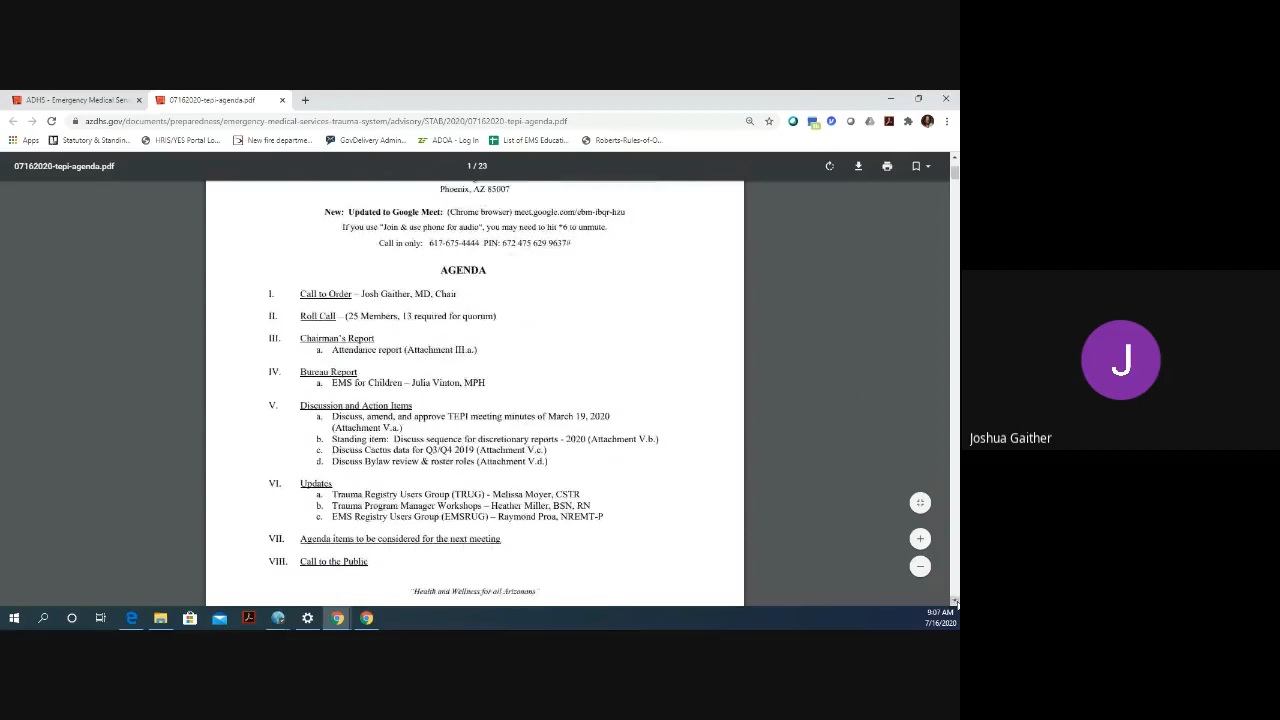 ADHS - Emergency Medical Ser
07162020-tepi-agenda.pdf
azdhs.gov/documents/preparedness/emergency-medical-services-trauma-system/advisory/STAB/2020/07162020-tepi-agenda.pdf
Apps
Statutory & Standin...
HRIS/YES Portal Lo...
New fire departme...
GovDelivery Admin...
ADOA - Log In
List of EMS Educati...
Roberts-Rules-of-O...
07162020-tepi-agenda.pdf
1 / 23
Phoenix, AZ 85007
New: Updated to Google Meet: (Chrome browser) meet.google.com/ebm-ibqr-hzu
If you use "Join & use phone for audio", you may need to hit *6 to unmute.
Call in only: 617-675-4444 PIN: 672 475 629 9637#
AGENDA
I. Call to Order – Josh Gaither, MD, Chair
II. Roll Call – (25 Members, 13 required for quorum)
III. Chairman's Report
a. Attendance report (Attachment III.a.)
IV. Bureau Report
a. EMS for Children – Julia Vinton, MPH
V. Discussion and Action Items
a. Discuss, amend, and approve TEPI meeting minutes of March 19, 2020
(Attachment V.a.)
b. Standing item: Discuss sequence for discretionary reports - 2020 (Attachment V.b.)
c. Discuss Cactus data for Q3/Q4 2019 (Attachment V.c.)
d. Discuss Bylaw review & roster roles (Attachment V.d.)
VI. Updates
a. Trauma Registry Users Group (TRUG) - Melissa Moyer, CSTR
b. Trauma Program Manager Workshops – Heather Miller, BSN, RN
c. EMS Registry Users Group (EMSRUG) – Raymond Proa, NREMT-P
VII. Agenda items to be considered for the next meeting
VIII. Call to the Public
"Health and Wellness for all Arizonans"
9:07 AM
7/16/2020
J
Joshua Gaither